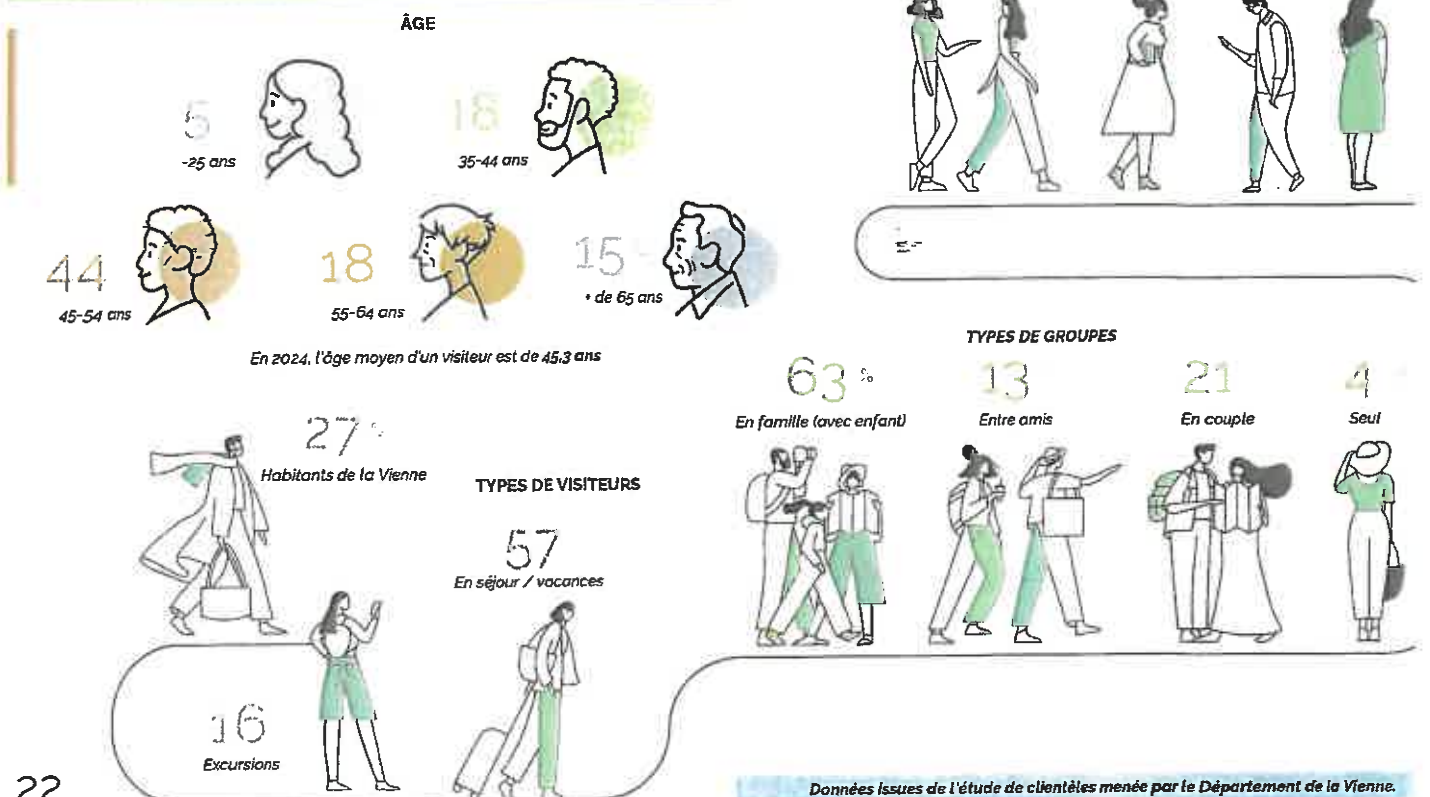 ÂGE
5
-25 ans
18
35-44 ans
44
45-54 ans
18
55-64 ans
15
+ de 65 ans
En 2024, l'âge moyen d'un visiteur est de 45,3 ans
27 %
Habitants de la Vienne
TYPES DE VISITEURS
57
En séjour / vacances
16
Excursions
TYPES DE GROUPES
63 %
En famille (avec enfant)
13
Entre amis
21
En couple
4
Seul
22
Données issues de l'étude de clientèles menée par le Département de la Vienne.